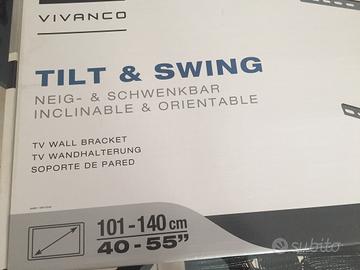 VIVANCO
TILT & SWING
NEIG- & SCHWENKBAR
INCLINABLE & ORIENTABLE
TV WALL BRACKET
TV WANDHALTERUNG
SOPORTE DE PARED
101-140 cm
40-55"
subito